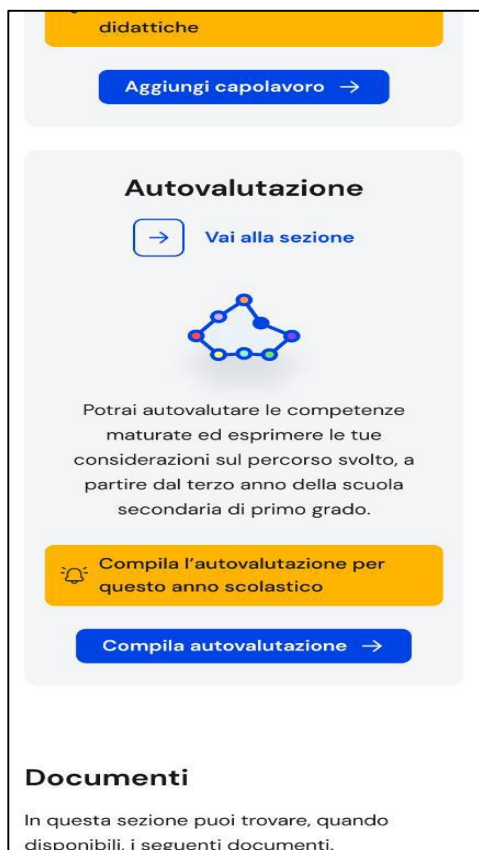 didattiche
Aggiungi capolavoro →
Autovalutazione
→ Vai alla sezione
Potrai autovalutare le competenze
maturate ed esprimere le tue
considerazioni sul percorso svolto, a
partire dal terzo anno della scuola
secondaria di primo grado.
Compila l’autovalutazione per
questo anno scolastico
Compila autovalutazione →
Documenti
In questa sezione puoi trovare, quando
disponibili, i seguenti documenti.